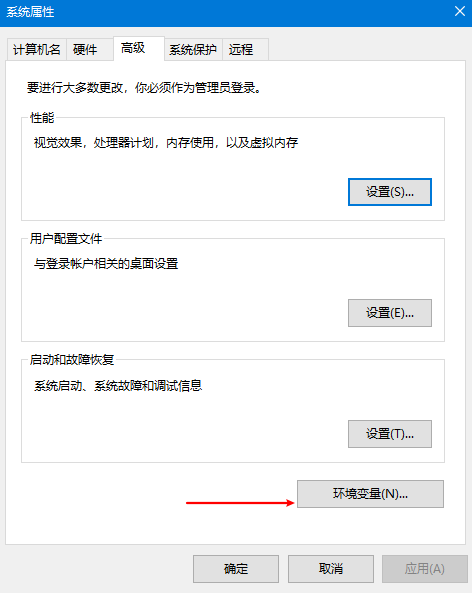 系统属性
计算机名 硬件 高级 系统保护 远程
要进行大多数更改，你必须作为管理员登录。
性能
视觉效果，处理器计划，内存使用，以及虚拟内存
设置(S)...
用户配置文件
与登录帐户相关的桌面设置
设置(E)...
启动和故障恢复
系统启动、系统故障和调试信息
设置(T)...
环境变量(N)...
确定 取消 应用(A)